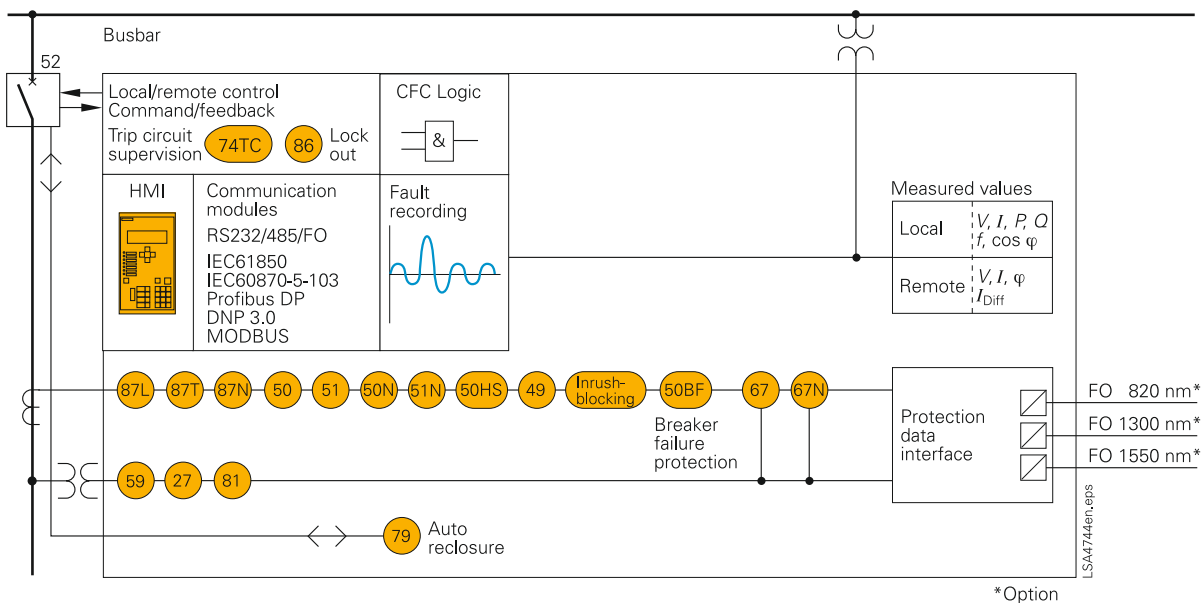 Busbar
52
Local/remote control
Command/feedback
Trip circuit
supervision
74TC
86
Lock
out
CFC Logic
&
HMI
Communication
modules
RS232/485/FO
IEC61850
IEC60870-5-103
Profibus DP
DNP 3.0
MODBUS
Fault
recording
Measured values
Local
V, I, P, Q
f, cos φ
Remote
V, I, φ
IDiff
87L
87T
87N
50
51
50N
51N
50HS
49
Inrush-
blocking
50BF
67
67N
Breaker
failure
protection
Protection
data
interface
FO 820 nm*
FO 1300 nm*
FO 1550 nm*
59
27
81
79
Auto
reclosure
LSA4744en.eps
*Option